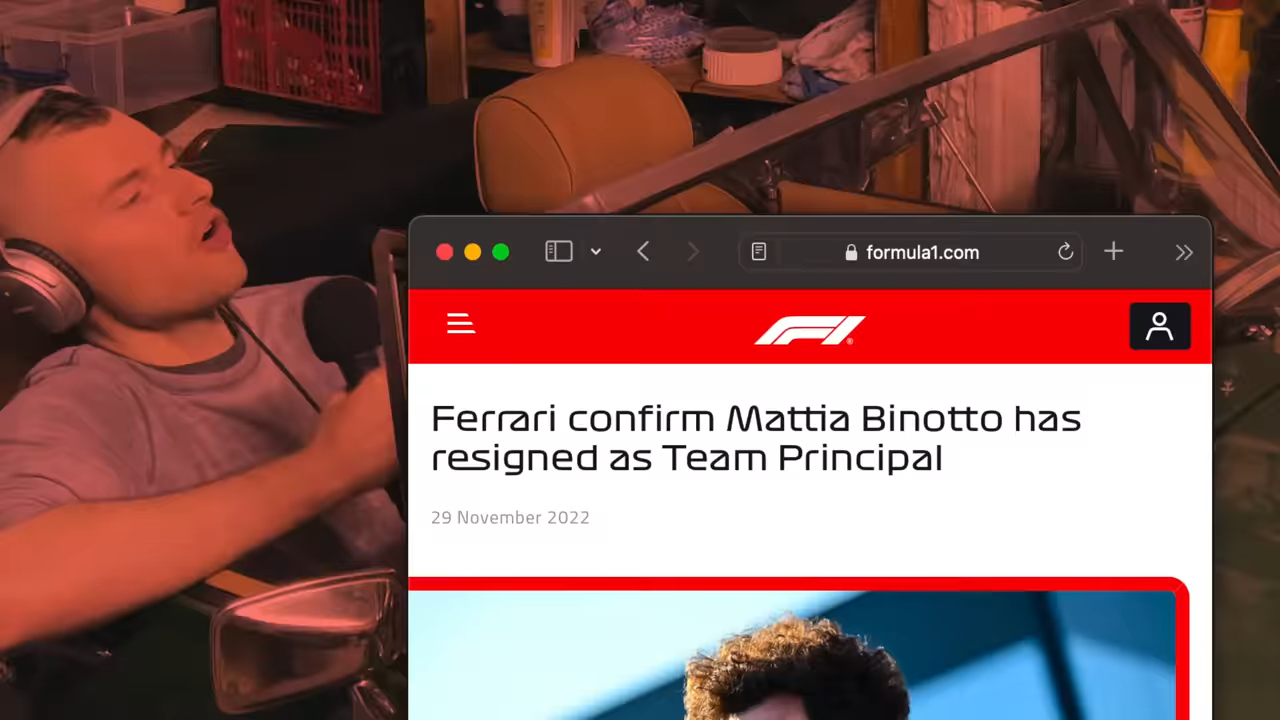 formula1.com
Ferrari confirm Mattia Binotto has
resigned as Team Principal
29 November 2022